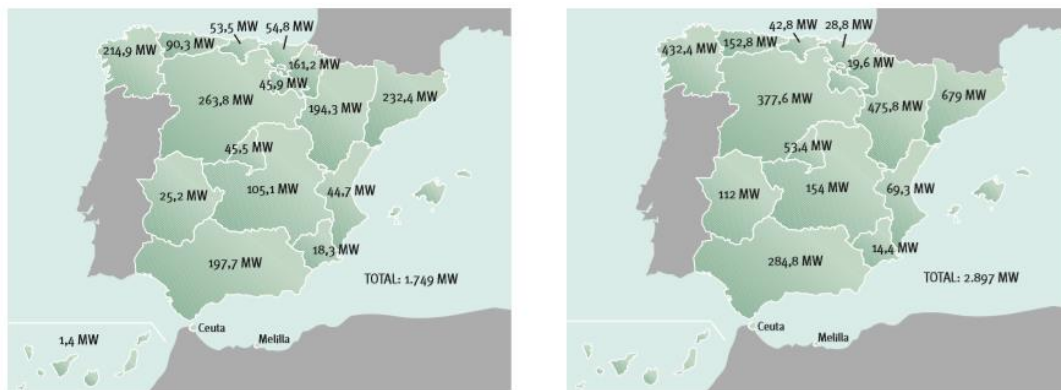 53,5 MW
54,8 MW
214,9 MW
90,3 MW
161,2 MW
45,9 MW
263,8 MW
194,3 MW
232,4 MW
45,5 MW
25,2 MW
105,1 MW
44,7 MW
18,3 MW
197,7 MW
TOTAL: 1.749 MW
Ceuta
Melilla
1,4 MW
42,8 MW
28,8 MW
432,4 MW
152,8 MW
19,6 MW
377,6 MW
475,8 MW
679 MW
53,4 MW
112 MW
154 MW
69,3 MW
14,4 MW
284,8 MW
TOTAL: 2.897 MW
Ceuta
Melilla